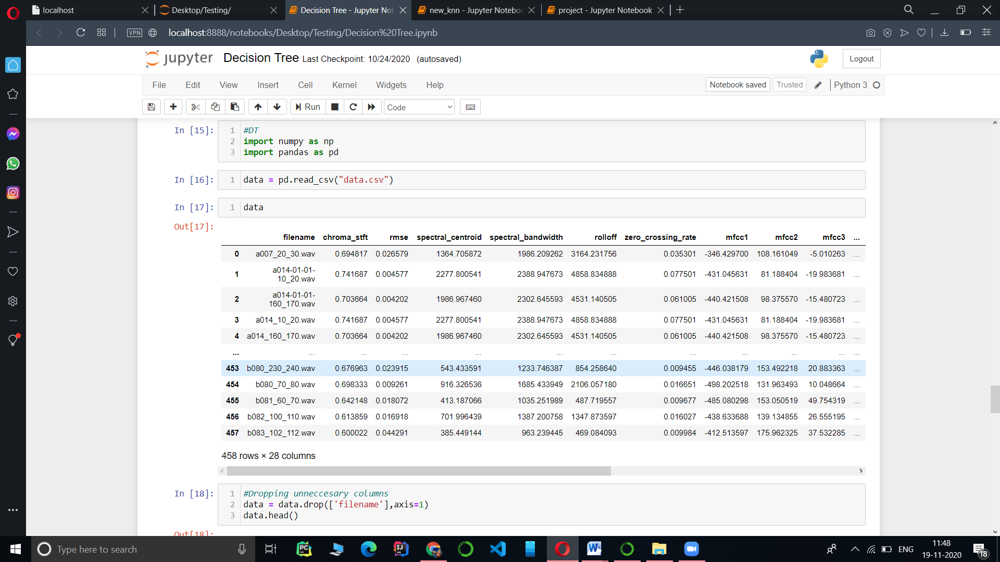 localhost
Desktop/Testing/
Decision Tree - Jupyter Not
new_knn - Jupyter Notebo
project - Jupyter Notebook
VPN
localhost:8888/notebooks/Desktop/Testing/Decision%20Tree.ipynb
jupyter Decision Tree Last Checkpoint: 10/24/2020 (autosaved)
Logout
File Edit View Insert Cell Kernel Widgets Help
Notebook saved Trusted Python 3
Run Code
In [15]:
1 #DT
2 import numpy as np
3 import pandas as pd
In [16]:
1 data = pd.read_csv("data.csv")
In [17]:
1 data
Out[17]:
filename chroma_stft rmse spectral_centroid spectral_bandwidth rolloff zero_crossing_rate mfcc1 mfcc2 mfcc3 ...
0 a007_20_30.wav 0.694817 0.026579 1364.705872 1986.209262 3164.231756 0.035301 -346.429700 108.161049 -5.010263 ...
1 a014-01-01-10_20.wav 0.741687 0.004577 2277.800541 2388.947673 4858.834888 0.077501 -431.045631 81.188404 -19.983681 ...
2 a014-01-01-160_170.wav 0.703664 0.004202 1986.967460 2302.645593 4531.140505 0.061005 -440.421508 98.375570 -15.480723 ...
3 a014_10_20.wav 0.741687 0.004577 2277.800541 2388.947673 4858.834888 0.077501 -431.045631 81.188404 -19.983681 ...
4 a014_160_170.wav 0.703664 0.004202 1986.967460 2302.645593 4531.140505 0.061005 -440.421508 98.375570 -15.480723 ...
... ... ... ... ... ... ... ... ... ... ... ...
453 b080_230_240.wav 0.676963 0.023915 543.433591 1233.746387 854.258640 0.009455 -446.038179 153.492218 20.883363 ...
454 b080_70_80.wav 0.698333 0.009261 916.326536 1685.433949 2106.057180 0.016651 -498.202518 131.963493 10.048664 ...
455 b081_60_70.wav 0.642148 0.018072 413.187066 1035.251989 487.719557 0.009677 -485.080298 153.050519 49.754319 ...
456 b082_100_110.wav 0.613859 0.016918 701.996439 1387.200758 1347.873597 0.016027 -438.633688 139.134855 26.555195 ...
457 b083_102_112.wav 0.600022 0.044291 385.449144 963.239445 469.084093 0.009984 -412.513597 175.962325 37.532285 ...
458 rows × 28 columns
In [18]:
1 #Dropping unneccesary columns
2 data = data.drop(['filename'],axis=1)
3 data.head()
Out[18]:
Type here to search
PC
IJ
W
ENG
11:48
19-11-2020
18